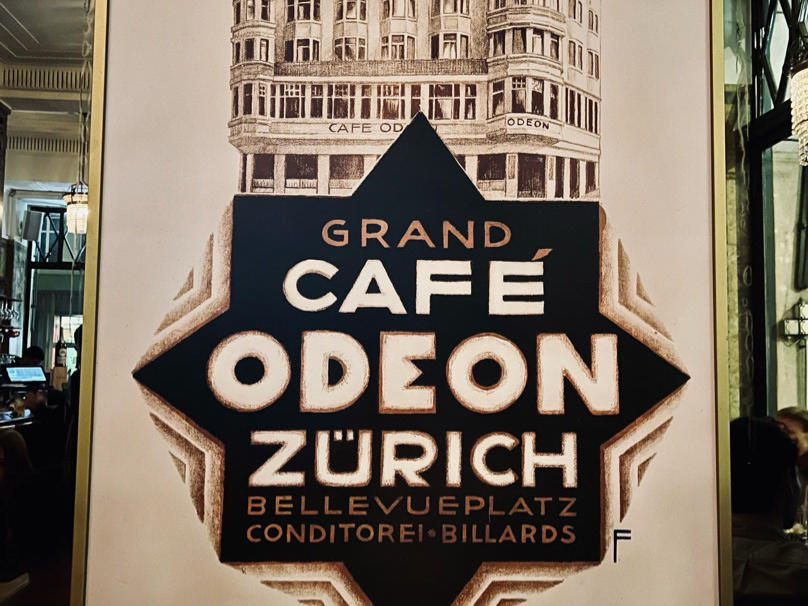 CAFE OD
ODEON
GRAND
CAFÉ
ODEON
ZÜRICH
BELLEVUEPLATZ
CONDITOREI·BILLARDS
F